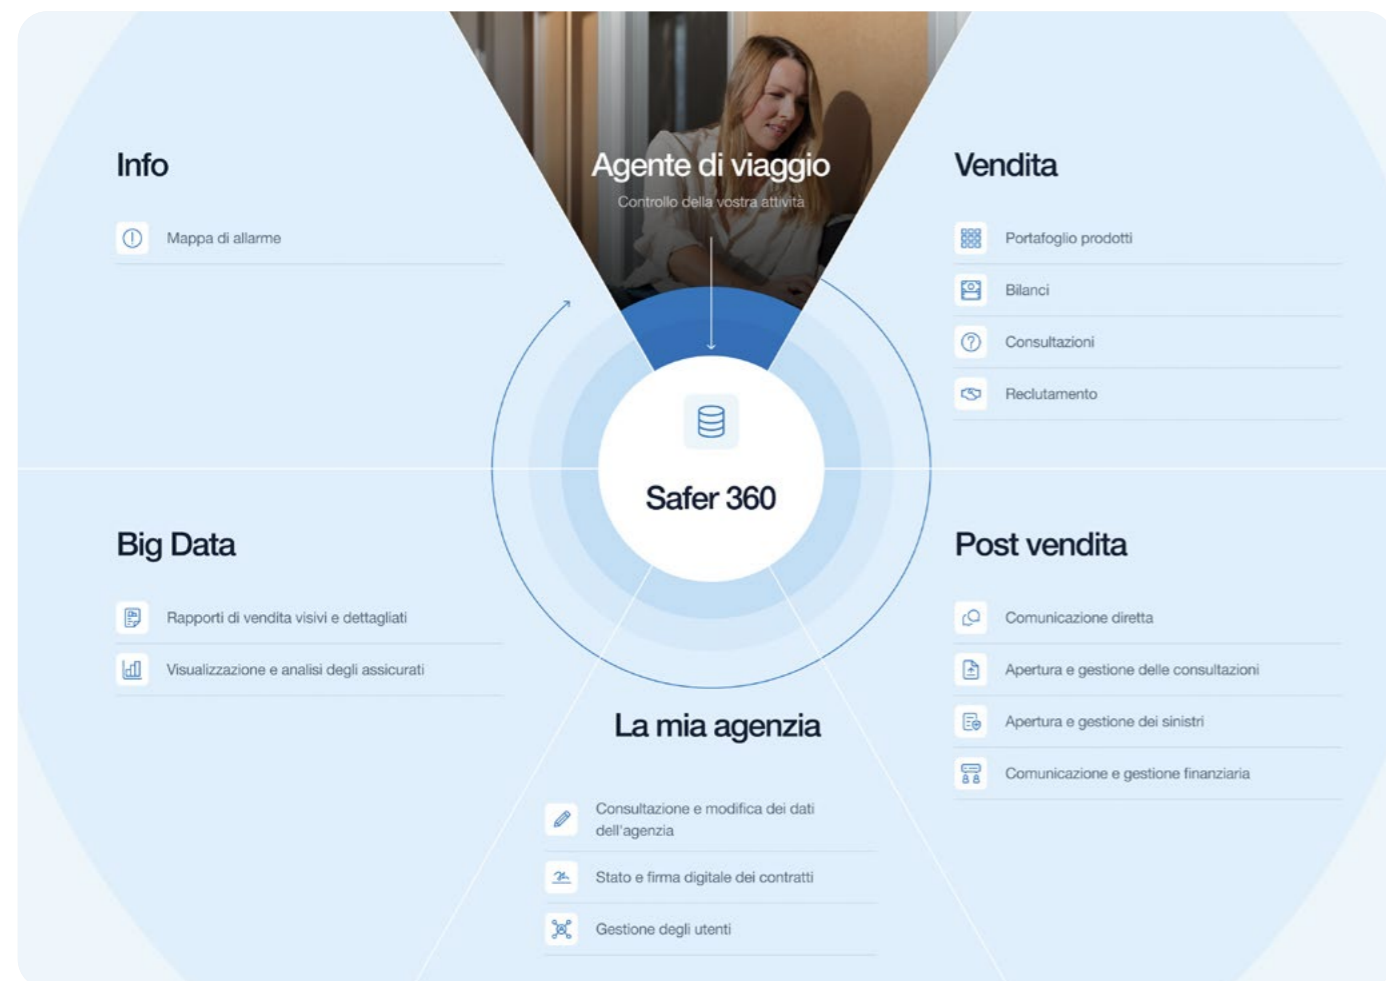 Agente di viaggio
Controllo della vostra attività
Info
Mappa di allarme
Vendita
Portafoglio prodotti
Bilanci
Consultazioni
Reclutamento
Safer 360
Big Data
Rapporti di vendita visivi e dettagliati
Visualizzazione e analisi degli assicurati
Post vendita
Comunicazione diretta
Apertura e gestione delle consultazioni
Apertura e gestione dei sinistri
Comunicazione e gestione finanziaria
La mia agenzia
Consultazione e modifica dei dati
dell'agenzia
Stato e firma digitale dei contratti
Gestione degli utenti